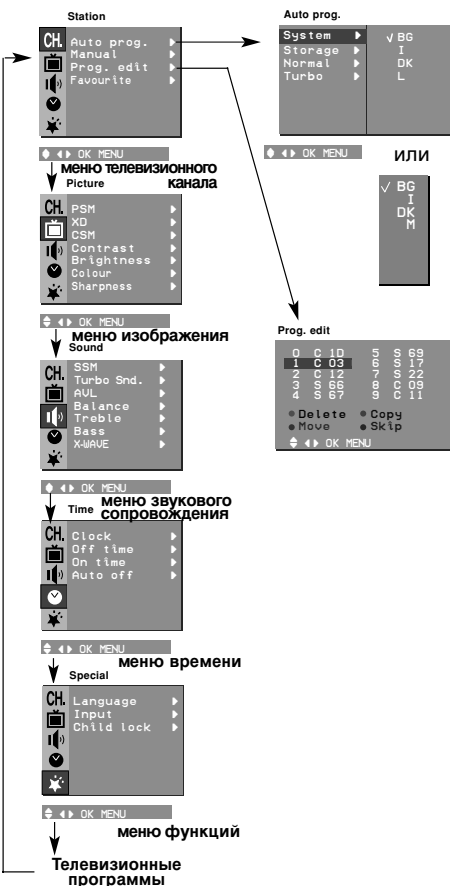 Station
CH.
Auto prog.
Manual
Prog. edit
Favourite
OK MENU
меню телевизионного
канала
Auto prog.
System
Storage
Normal
Turbo
√ BG
I
DK
L
OK MENU
или
√ BG
I
DK
M
Picture
CH.
PSM
XD
CSM
Contrast
Brightness
Colour
Sharpness
OK MENU
меню изображения
Prog. edit
0 C 10 5 S 69
1 C 03 6 S 17
2 C 12 7 S 22
3 S 66 8 C 09
4 S 67 9 C 11
Delete Copy
Move Skip
OK MENU
Sound
CH.
SSM
Turbo Snd.
AVL
Balance
Treble
Bass
X-WAVE
OK MENU
меню звукового
сопровождения
Time
CH.
Clock
Off time
On time
Auto off
OK MENU
меню времени
Special
CH.
Language
Input
Child lock
OK MENU
меню функций
Телевизионные
программы